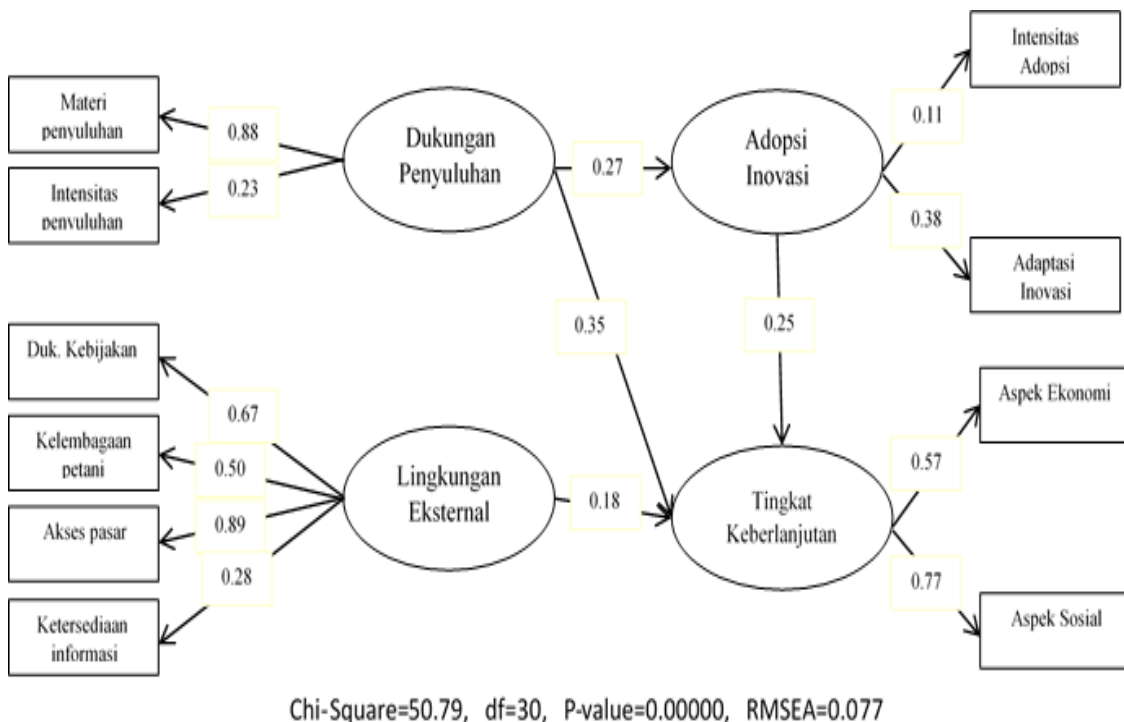 Materi
penyuluhan
Intensitas
penyuluhan
0.88
0.23
Dukungan
Penyuluhan
0.27
0.35
Adopsi
Inovasi
0.11
0.38
Intensitas
Adopsi
Adaptasi
Inovasi
0.25
Duk. Kebijakan
Kelembagaan
petani
Akses pasar
Ketersediaan
informasi
0.67
0.50
0.89
0.28
Lingkungan
Eksternal
0.18
Tingkat
Keberlanjutan
0.57
0.77
Aspek Ekonomi
Aspek Sosial
Chi-Square=50.79, df=30, P-value=0.00000, RMSEA=0.077